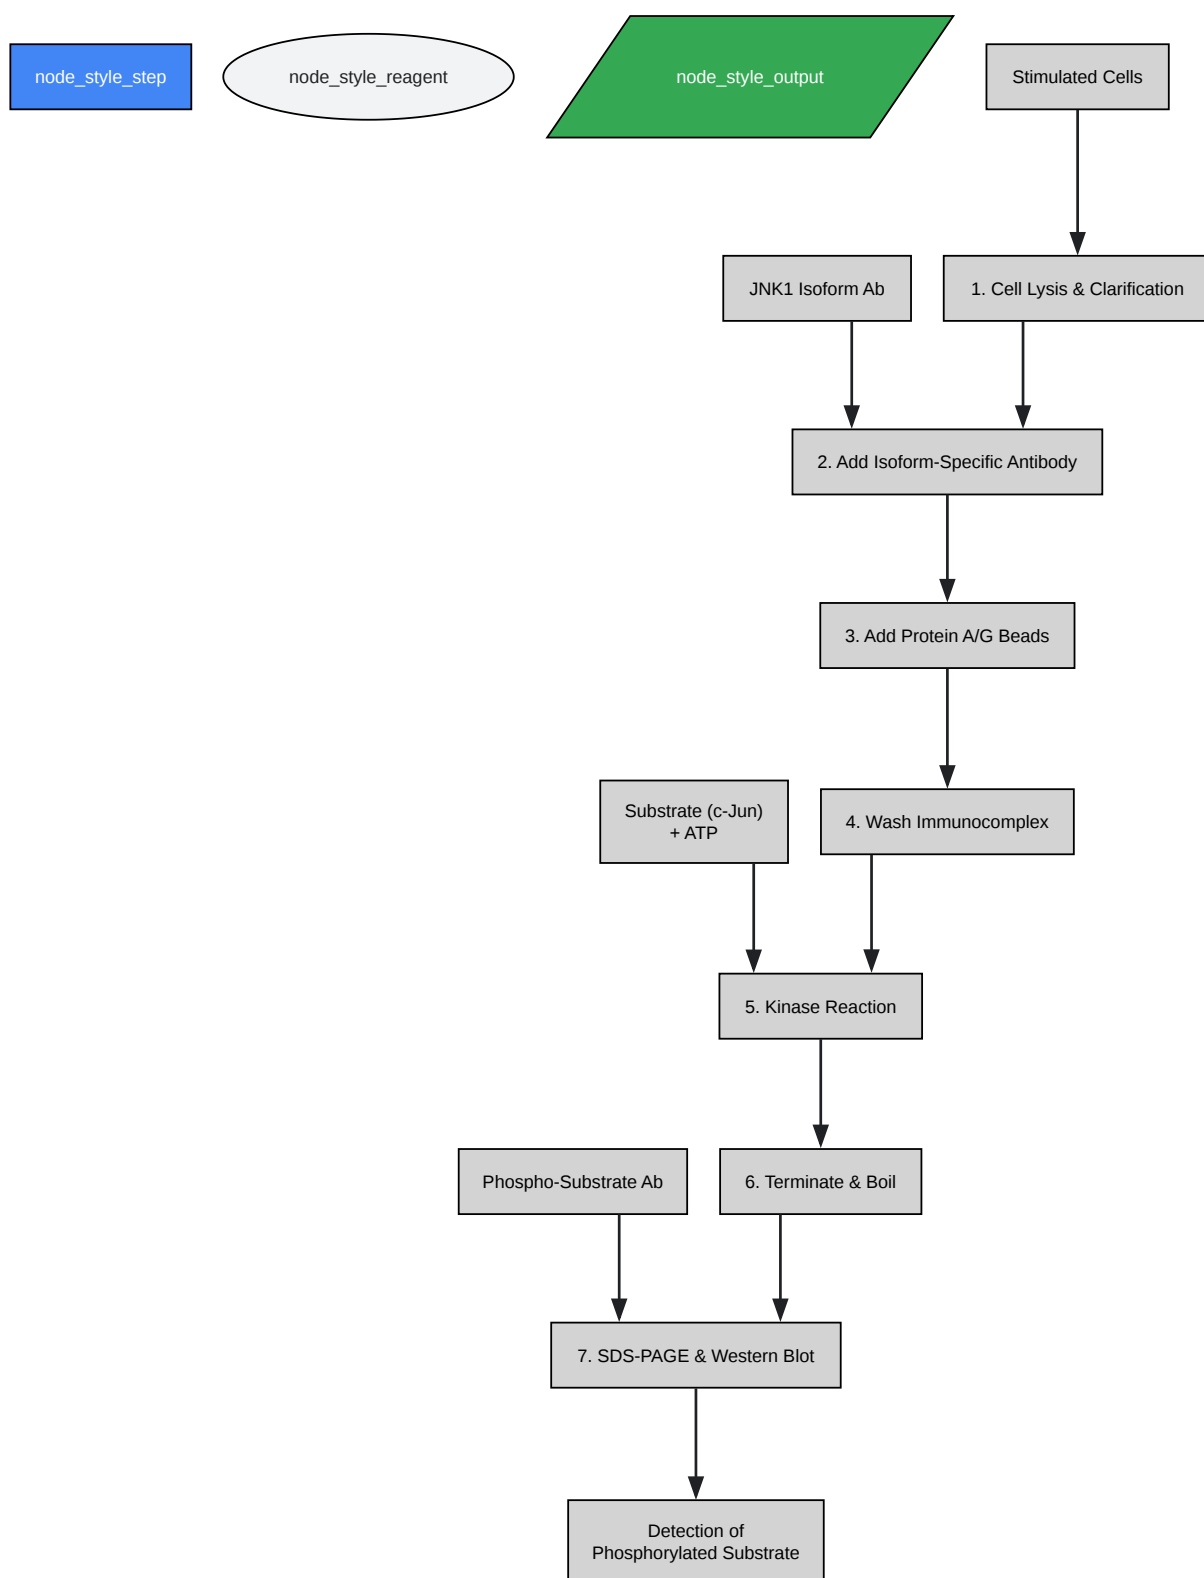 node_style_step
node_style_reagent
node_style_output
Stimulated Cells
JNK1 Isoform Ab
1. Cell Lysis & Clarification
2. Add Isoform-Specific Antibody
3. Add Protein A/G Beads
Substrate (c-Jun)
+ ATP
4. Wash Immunocomplex
5. Kinase Reaction
Phospho-Substrate Ab
6. Terminate & Boil
7. SDS-PAGE & Western Blot
Detection of
Phosphorylated Substrate